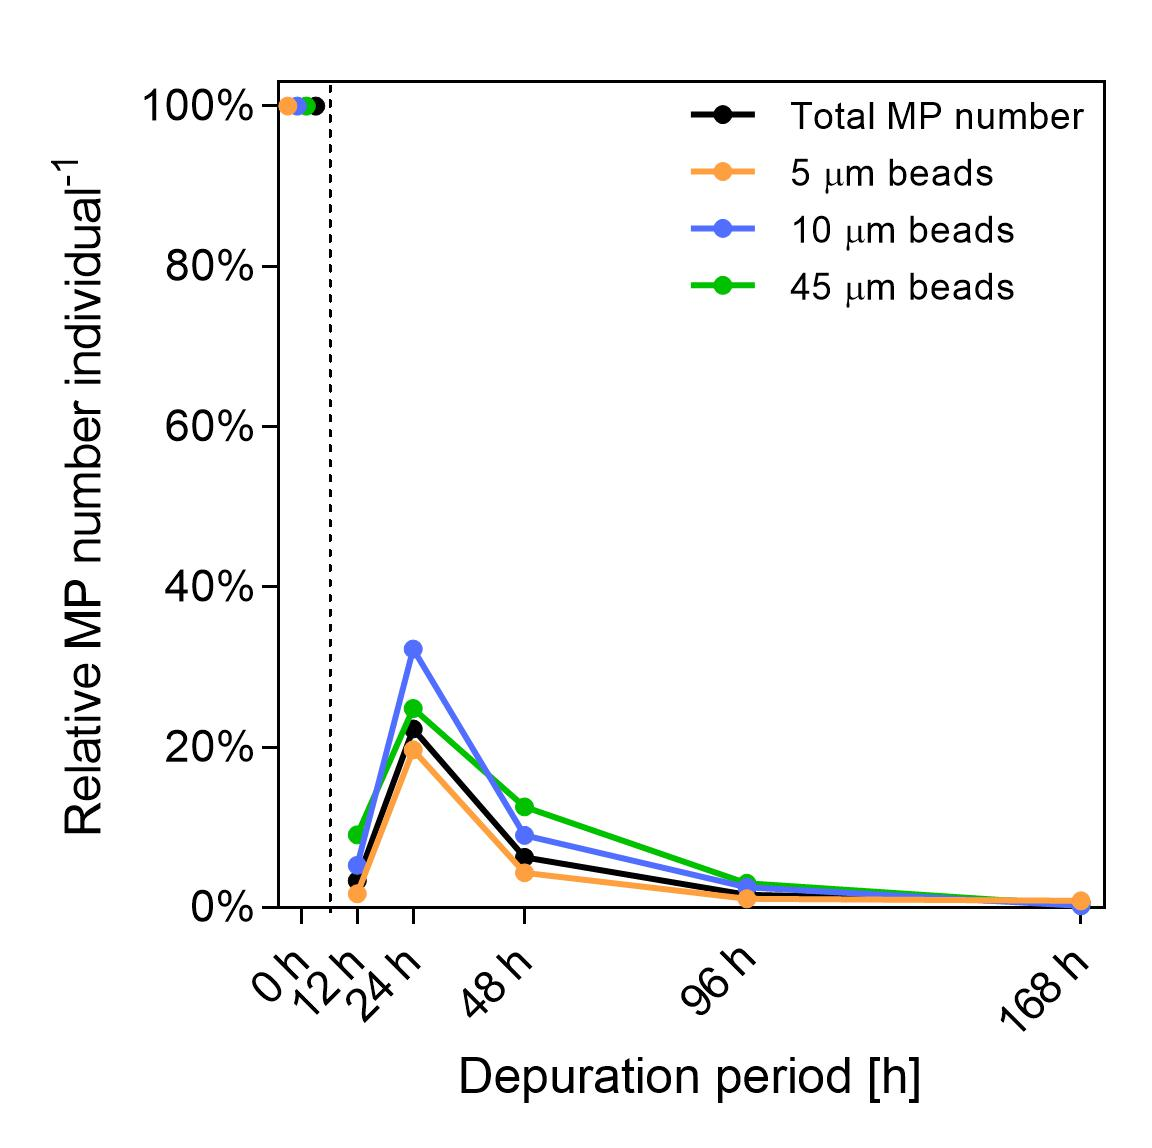 Relative MP number individual⁻¹
100%
80%
60%
40%
20%
0%
Total MP number
5 μm beads
10 μm beads
45 μm beads
0 h
12 h
24 h
48 h
96 h
168 h
Depuration period [h]